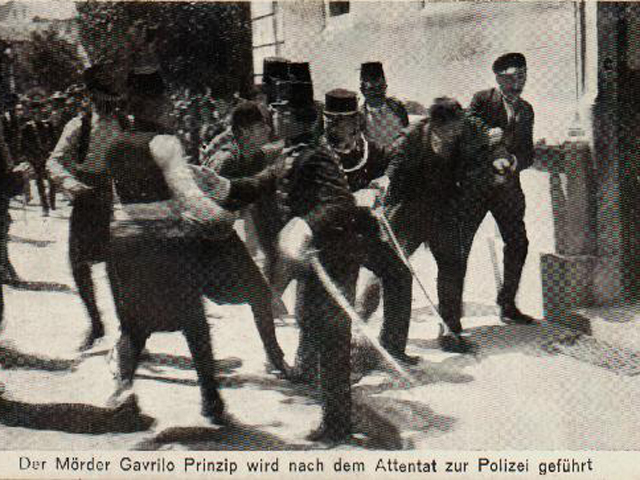 Der Mörder Gavrilo Prinzip wird nach dem Attentat zur Polizei geführt